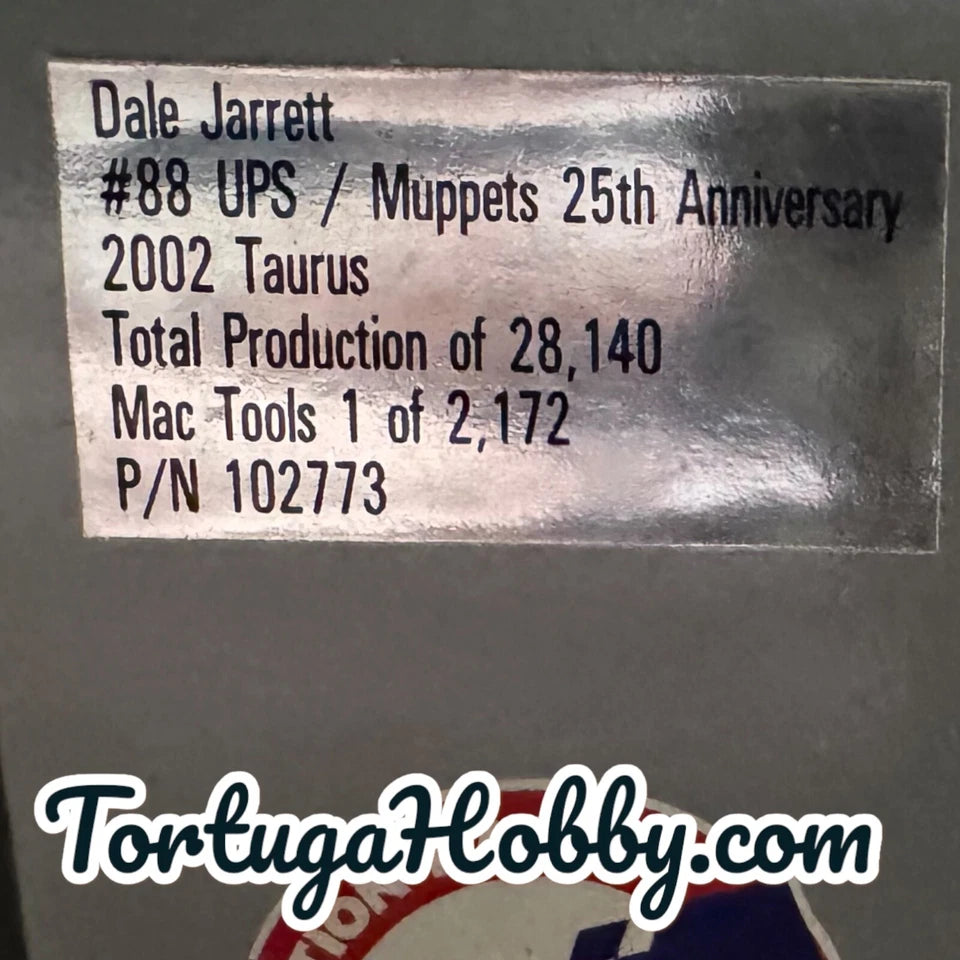 Dale Jarrett
#88 UPS / Muppets 25th Anniversary
2002 Taurus
Total Production of 28,140
Mac Tools 1 of 2,172
P/N 102773
TortugaHobby.com